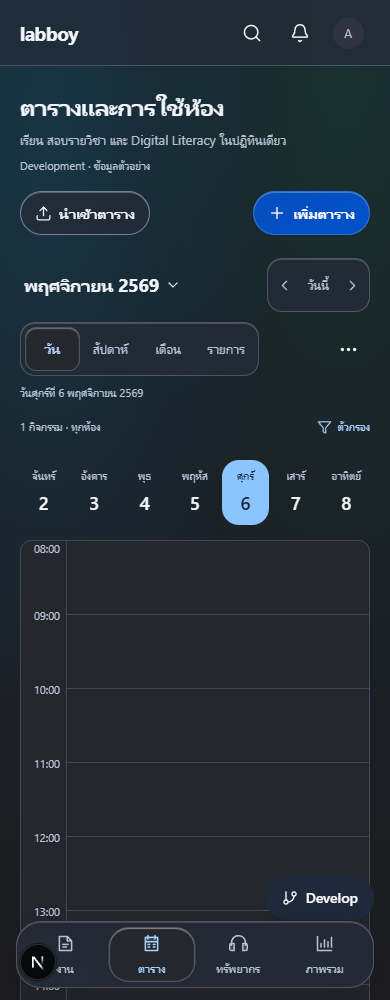 labboy
A
ตารางและการใช้ห้อง
เรียน สอบรายวิชา และ Digital Literacy ในปฏิทินเดียว
Development · ข้อมูลตัวอย่าง
นำเข้าตาราง
เพิ่มตาราง
พฤศจิกายน 2569
วันนี้
วัน สัปดาห์ เดือน รายการ
วันศุกร์ที่ 6 พฤศจิกายน 2569
1 กิจกรรม · ทุกห้อง
ตัวกรอง
จันทร์ อังคาร พุธ พฤหัส ศุกร์ เสาร์ อาทิตย์
2 3 4 5 6 7 8
08:00
09:00
10:00
11:00
12:00
Develop
13:00
N
งาน ตาราง ทรัพยากร ภาพรวม